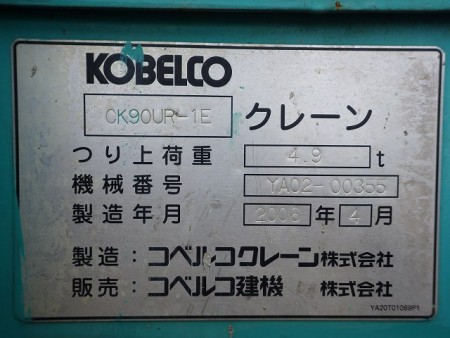 KOBELCO
CK90UR-1E クレーン
つり上荷重 4.9 t
機械番号 YA02-00355
製造年月 2006 年 4 月
製造：コベルコクレーン株式会社
販売：コベルコ建機 株式会社
YA20T01069P1